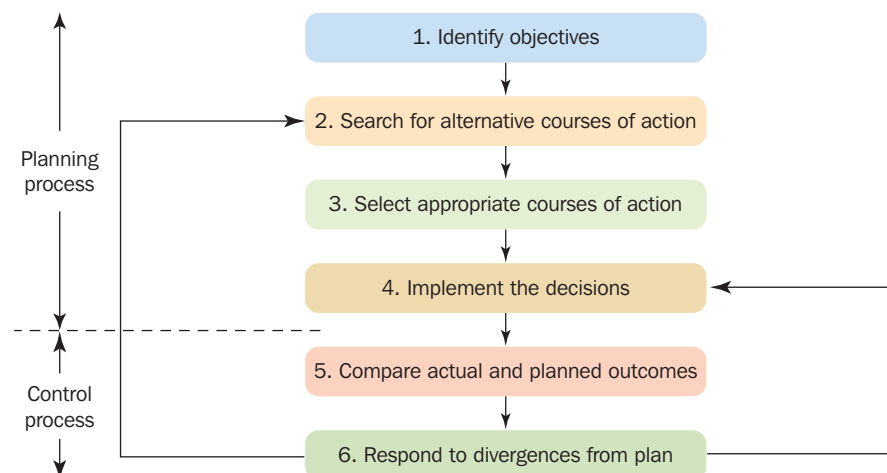 1. Identify objectives
2. Search for alternative courses of action
Planning
process
3. Select appropriate courses of action
4. Implement the decisions
5. Compare actual and planned outcomes
Control
process
6. Respond to divergences from plan